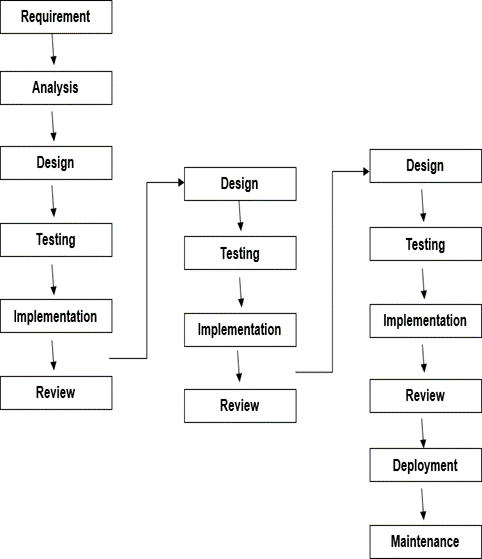 Requirement
Analysis
Design
Testing
Implementation
Review
Design
Testing
Implementation
Review
Design
Testing
Implementation
Review
Deployment
Maintenance